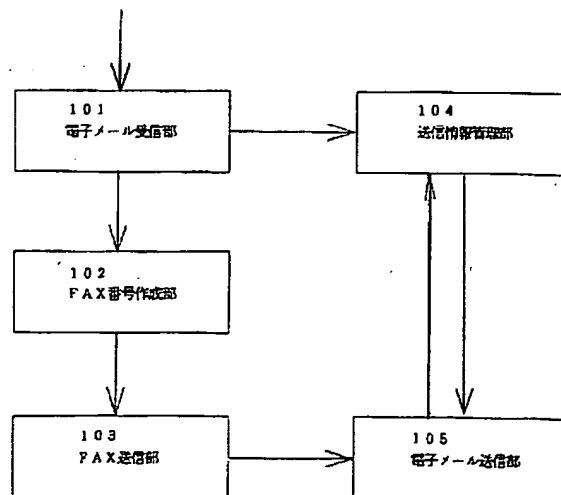 101
電子メール受信部
104
送信情報管理部
102
FAX番号作成部
103
FAX送信部
105
電子メール送信部